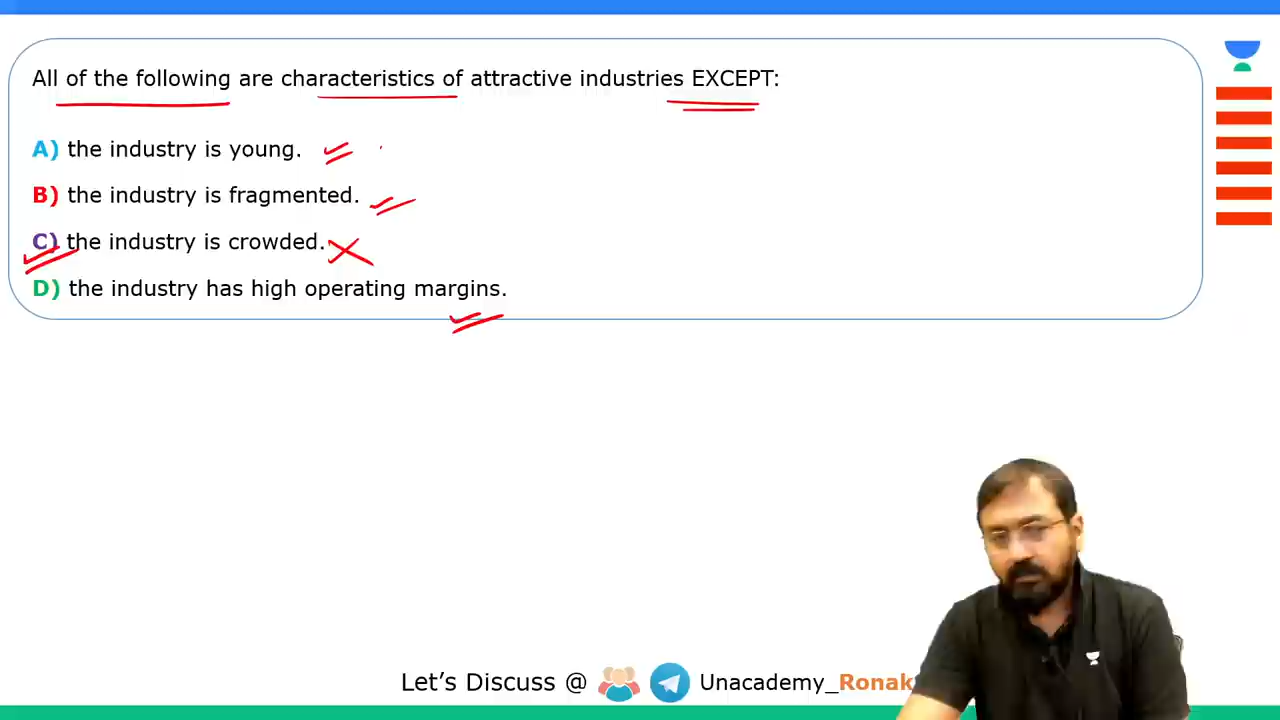 All of the following are characteristics of attractive industries EXCEPT:
A) the industry is young.
B) the industry is fragmented.
C) the industry is crowded.
D) the industry has high operating margins.
Let's Discuss @ Unacademy_Ronak